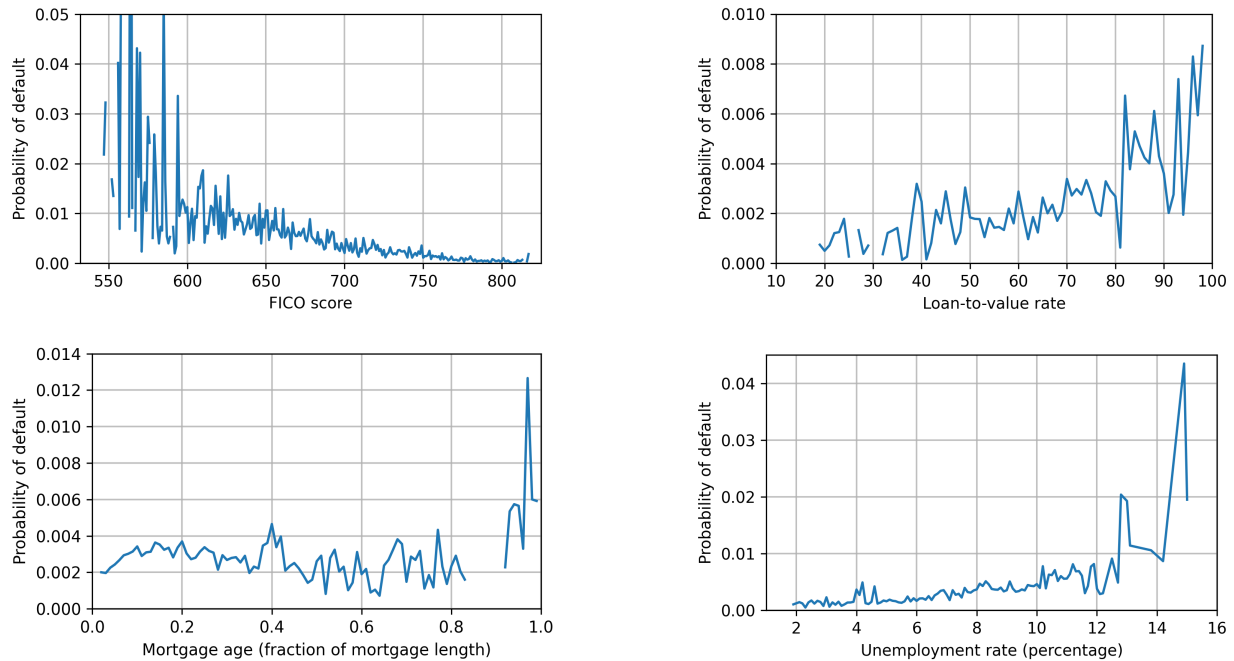 0.05
0.04
0.03
0.02
0.01
0.00
Probability of default
550 600 650 700 750 800
FICO score
0.010
0.008
0.006
0.004
0.002
0.000
Probability of default
10 20 30 40 50 60 70 80 90 100
Loan-to-value rate
0.014
0.012
0.010
0.008
0.006
0.004
0.002
0.000
Probability of default
0.0 0.2 0.4 0.6 0.8 1.0
Mortgage age (fraction of mortgage length)
0.04
0.03
0.02
0.01
0.00
Probability of default
2 4 6 8 10 12 14 16
Unemployment rate (percentage)